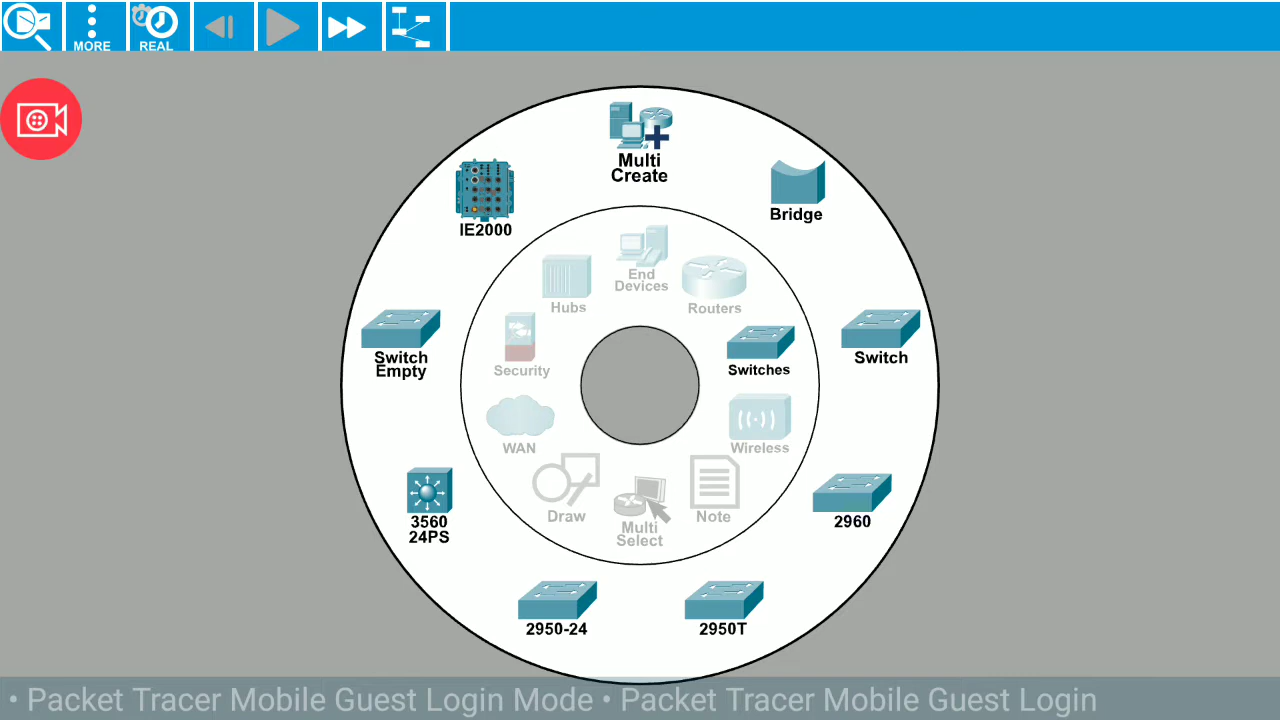 MORE
REAL
Multi
Create
IE2000
Bridge
End
Devices
Hubs
Routers
Switch
Empty
Security
Switches
Switch
WAN
Wireless
3560
24PS
Draw
Multi
Select
Note
2960
2950-24
2950T
• Packet Tracer Mobile Guest Login Mode • Packet Tracer Mobile Guest Login